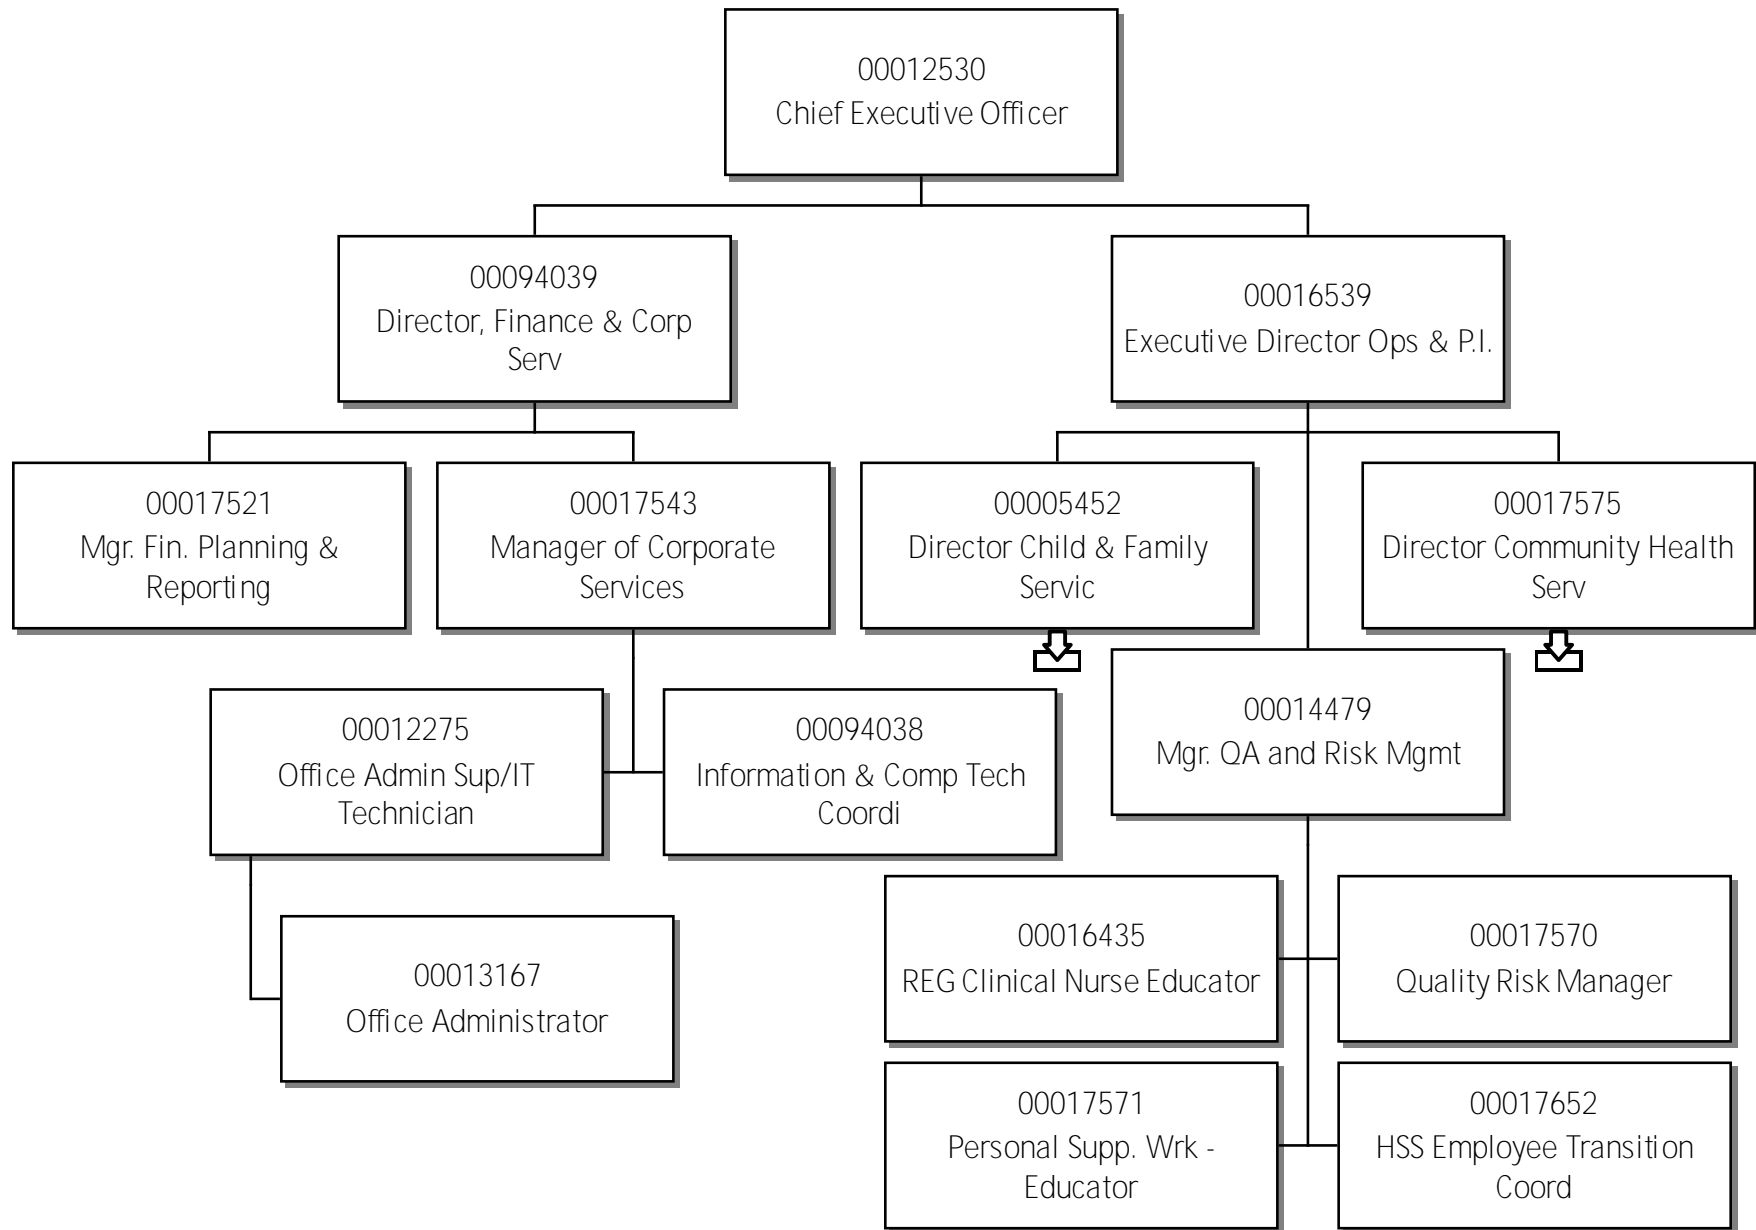 00012530
Chief Executive Officer
00094039
Director, Finance & Corp
Serv
00016539
Executive Director Ops & P.I.
00017521
Mgr. Fin. Planning &
Reporting
00017543
Manager of Corporate
Services
00005452
Director Child & Family
Servic
00017575
Director Community Health
Serv
00012275
Office Admin Sup/IT
Technician
00094038
Information & Comp Tech
Coordi
00014479
Mgr. QA and Risk Mgmt
00013167
Office Administrator
00016435
REG Clinical Nurse Educator
00017570
Quality Risk Manager
00017571
Personal Supp. Wrk -
Educator
00017652
HSS Employee Transition
Coord